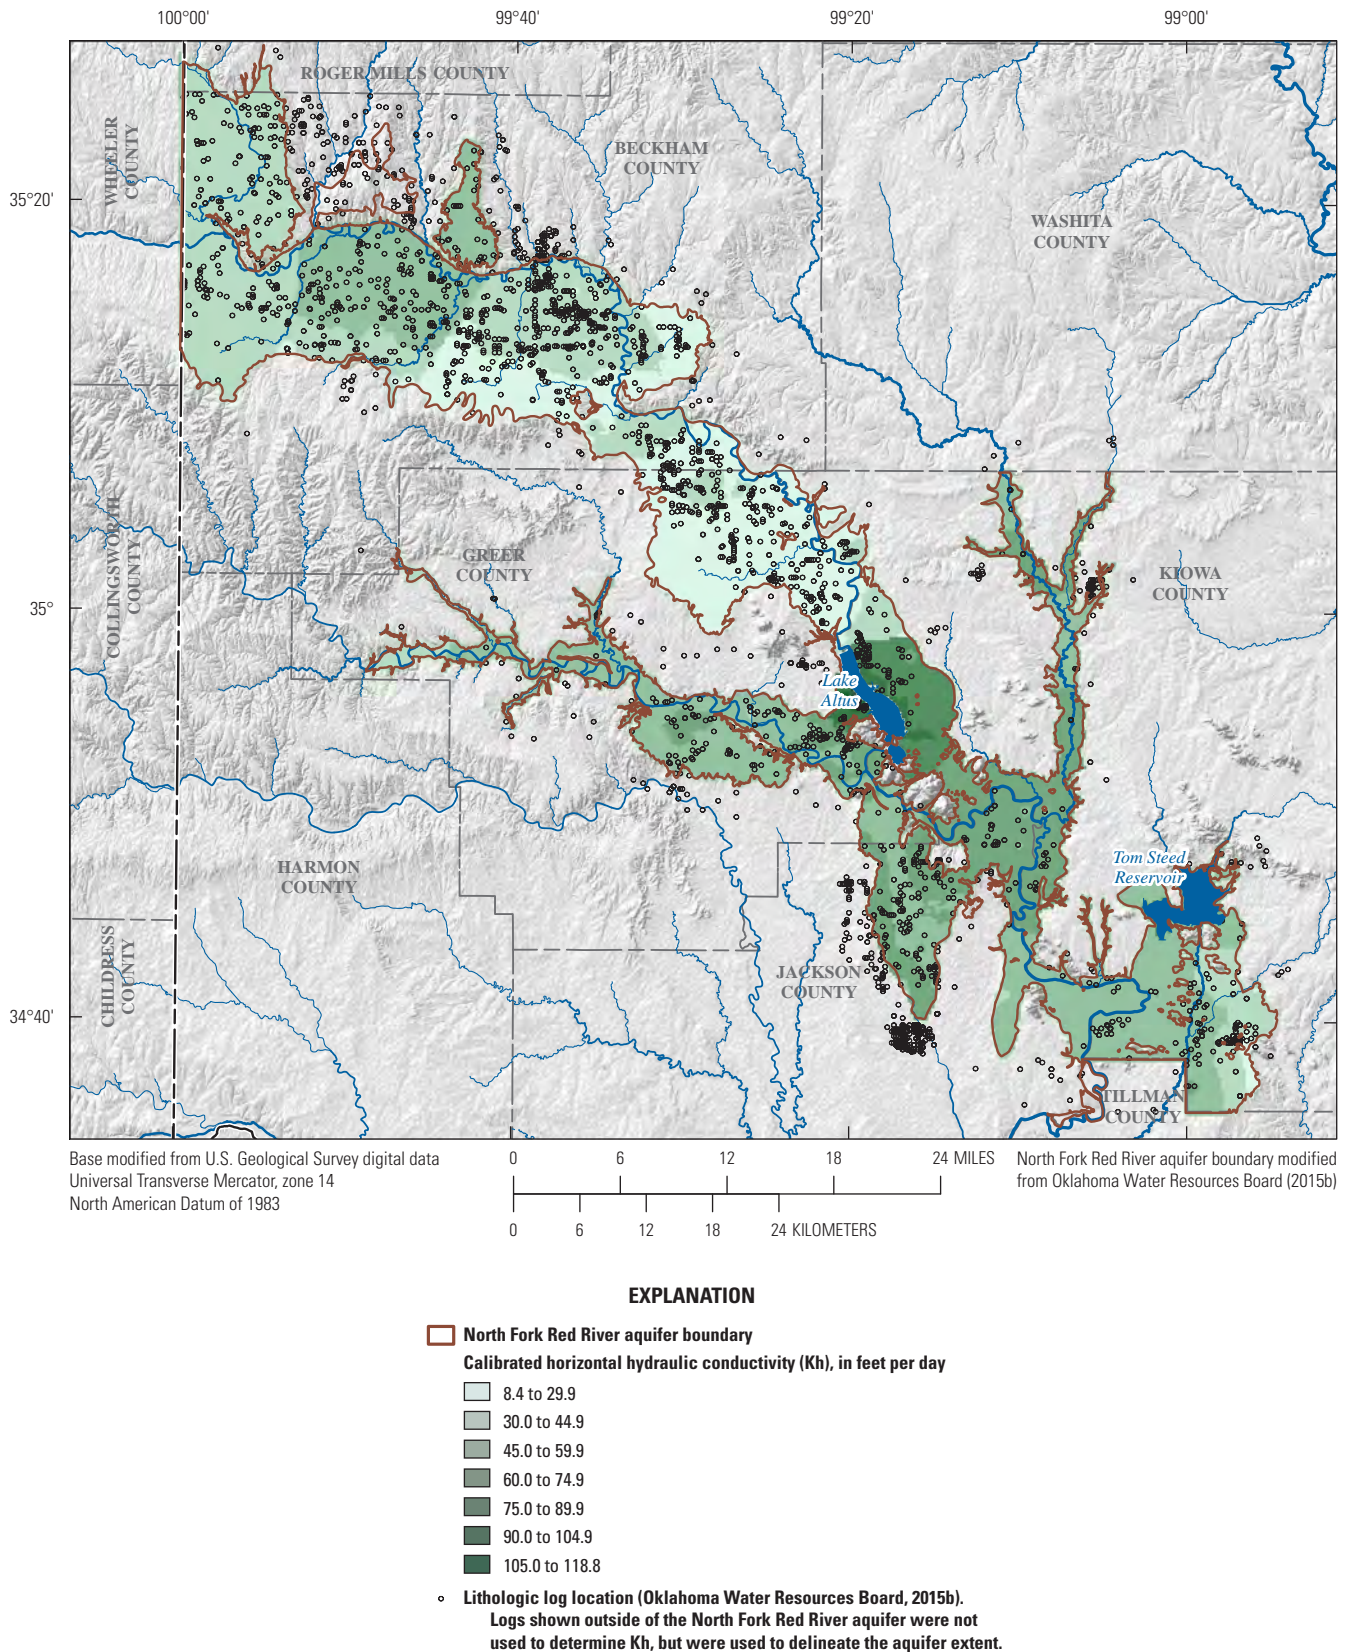 100°00'
99°40'
99°20'
99°00'
ROGER MILLS COUNTY
WHEELER
COUNTY
BECKHAM
COUNTY
35°20'
WASHITA
COUNTY
COLLINGSWORTH
COUNTY
GREER
COUNTY
KIOWA
COUNTY
35°
Lake
Altus
Tom Steed
Reservoir
HARMON
COUNTY
CHILDRESS
COUNTY
JACKSON
COUNTY
34°40'
TILLMAN
COUNTY
Base modified from U.S. Geological Survey digital data
Universal Transverse Mercator, zone 14
North American Datum of 1983
0 6 12 18 24 MILES
0 6 12 18 24 KILOMETERS
North Fork Red River aquifer boundary modified
from Oklahoma Water Resources Board (2015b)
EXPLANATION
North Fork Red River aquifer boundary
Calibrated horizontal hydraulic conductivity (Kh), in feet per day
8.4 to 29.9
30.0 to 44.9
45.0 to 59.9
60.0 to 74.9
75.0 to 89.9
90.0 to 104.9
105.0 to 118.8
Lithologic log location (Oklahoma Water Resources Board, 2015b).
Logs shown outside of the North Fork Red River aquifer were not
used to determine Kh, but were used to delineate the aquifer extent.